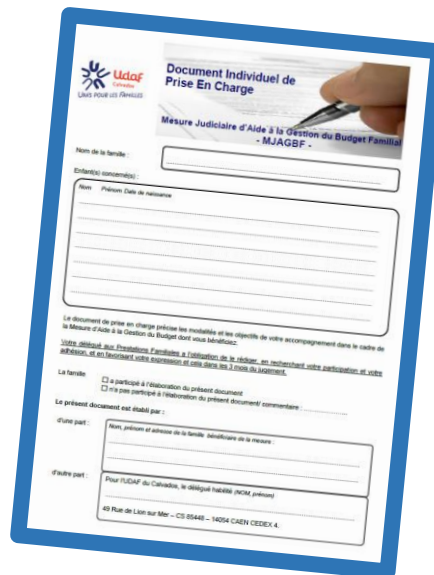 Udaf
Calvados
UNIS POUR LES FAMILLES
Document Individuel de
Prise En Charge
Mesure Judiciaire d'Aide à la Gestion du Budget Familial
- MJAGBF -
Nom de la famille :
Enfant(s) concerné(s) :
Nom Prénom Date de naissance
Le document de prise en charge précise les modalités et les objectifs de votre accompagnement dans le cadre de
la Mesure d'Aide à la Gestion du Budget dont vous bénéficiez.
Votre délégué aux Prestations Familiales a l'obligation de le rédiger, en recherchant votre participation et votre
adhésion, et en favorisant votre expression et cela dans les 3 mois du jugement.
La famille
☐ a participé à l'élaboration du présent document
☐ n'a pas participé à l'élaboration du présent document/ commentaire : ..............
Le présent document est établi par :
d'une part :
Nom, prénom et adresse de la famille bénéficiaire de la mesure :
d'autre part :
Pour l'UDAF du Calvados, le délégué habilité (NOM, prénom)
49 Rue de Lion sur Mer – CS 85448 – 14054 CAEN CEDEX 4.